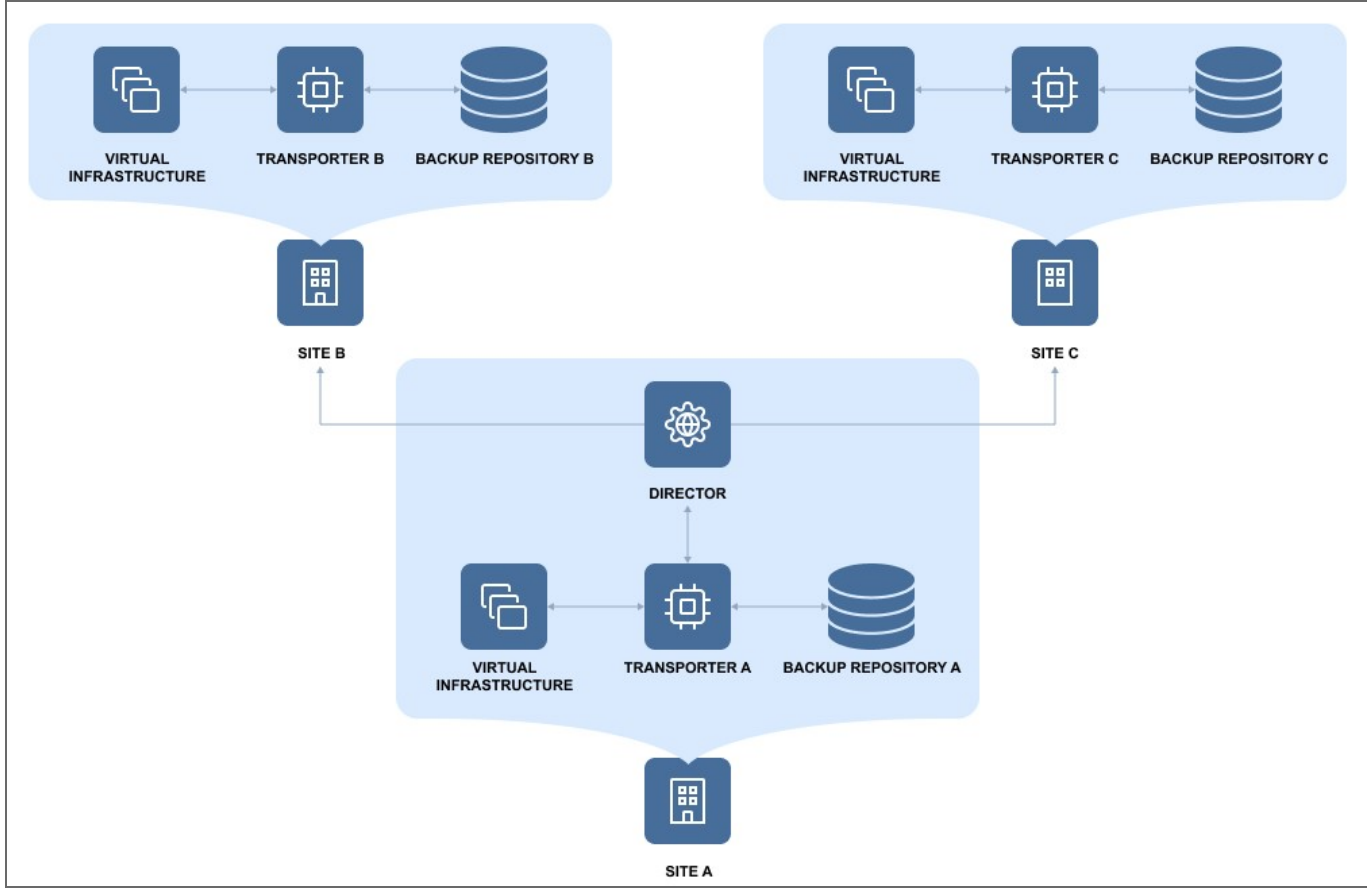 VIRTUAL
INFRASTRUCTURE
TRANSPORTER B
BACKUP REPOSITORY B
VIRTUAL
INFRASTRUCTURE
TRANSPORTER C
BACKUP REPOSITORY C
SITE B
SITE C
DIRECTOR
VIRTUAL
INFRASTRUCTURE
TRANSPORTER A
BACKUP REPOSITORY A
SITE A